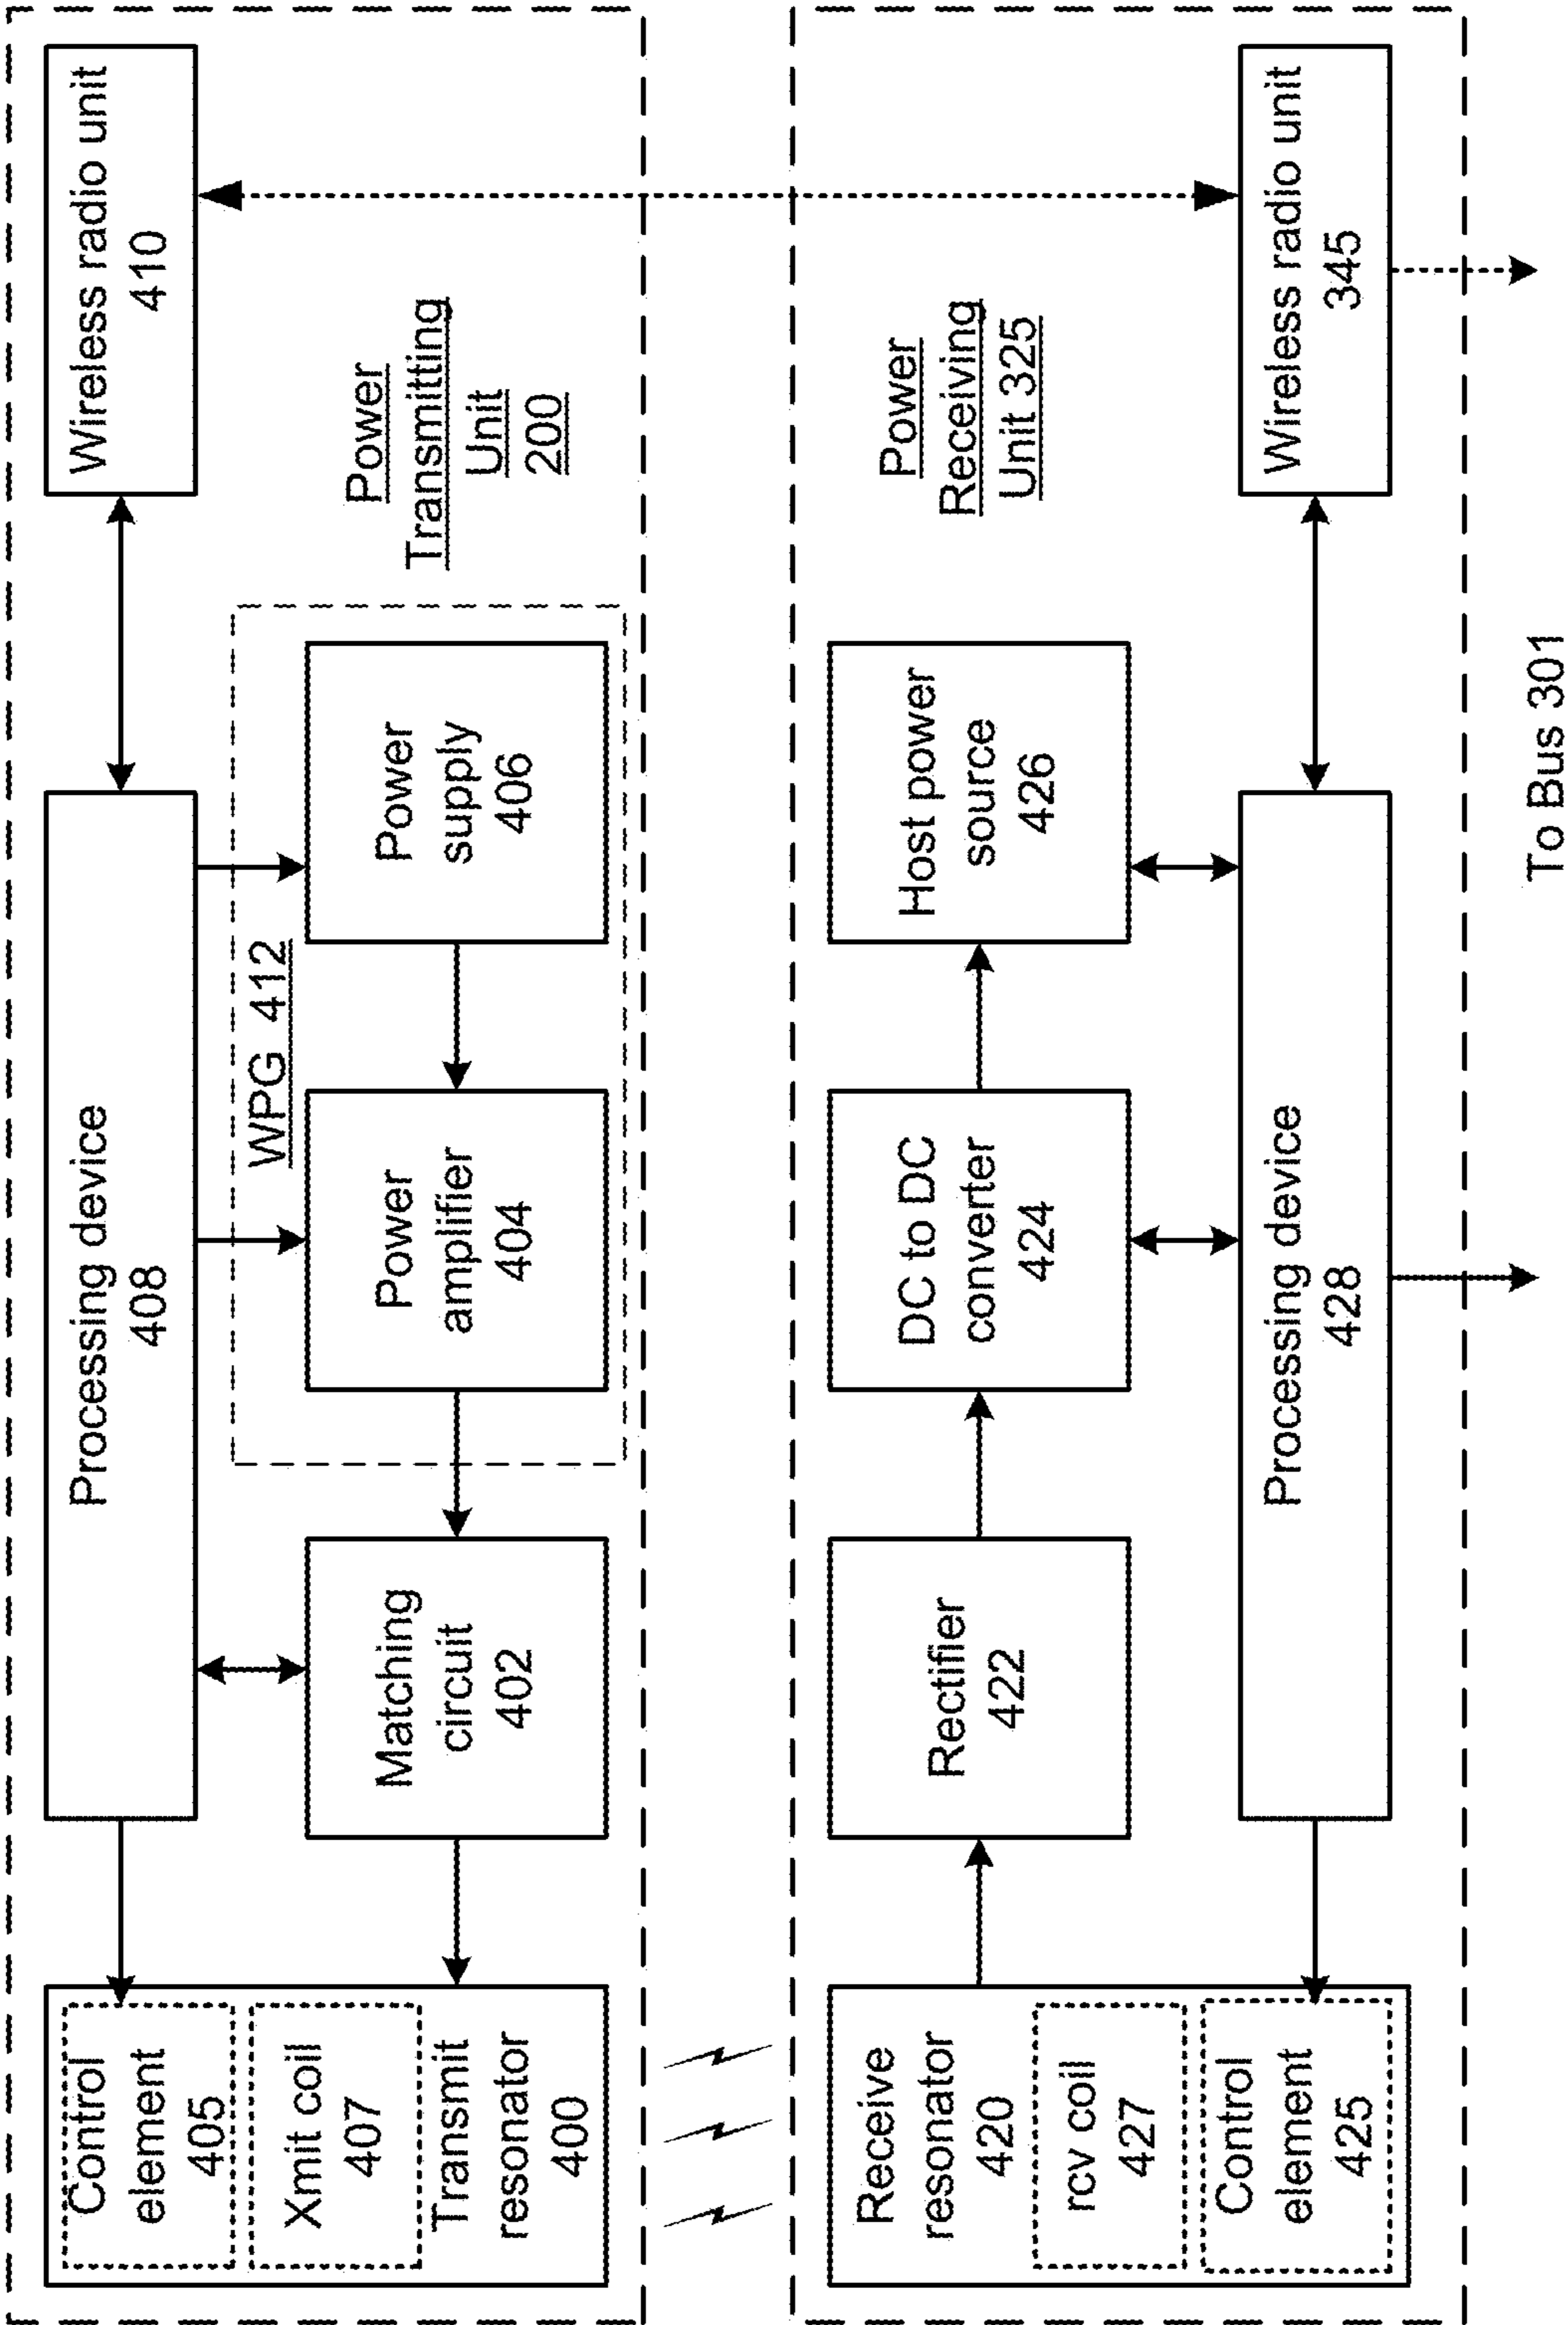 Control
element
405
Xmit coil
407
Transmit
resonator
400
Processing device
408
Matching
circuit
402
WPG 412
Power
amplifier
404
Power
supply
406
Wireless radio unit
410
Power
Transmitting
Unit
200
Receive
resonator
420
rcv coil
427
Control
element
425
Rectifier
422
DC to DC
converter
424
Host power
source
426
Processing device
428
Power
Receiving
Unit 325
Wireless radio unit
345
To Bus 301